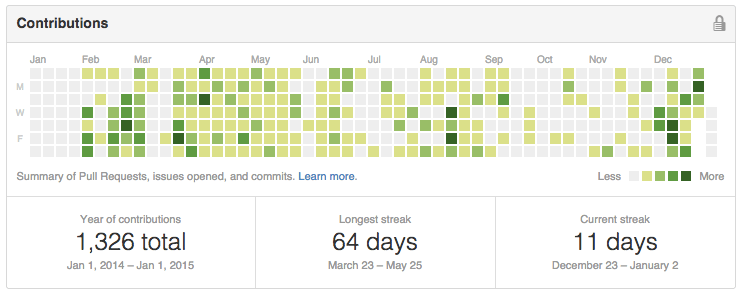 Contributions
Jan Feb Mar Apr May Jun Jul Aug Sep Oct Nov Dec
M
W
F
Summary of Pull Requests, issues opened, and commits. Learn more.
Less More
Year of contributions
1,326 total
Jan 1, 2014 – Jan 1, 2015
Longest streak
64 days
March 23 – May 25
Current streak
11 days
December 23 – January 2